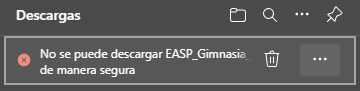 Descargas
No se puede descargar EASP_Gimnasia_
de manera segura